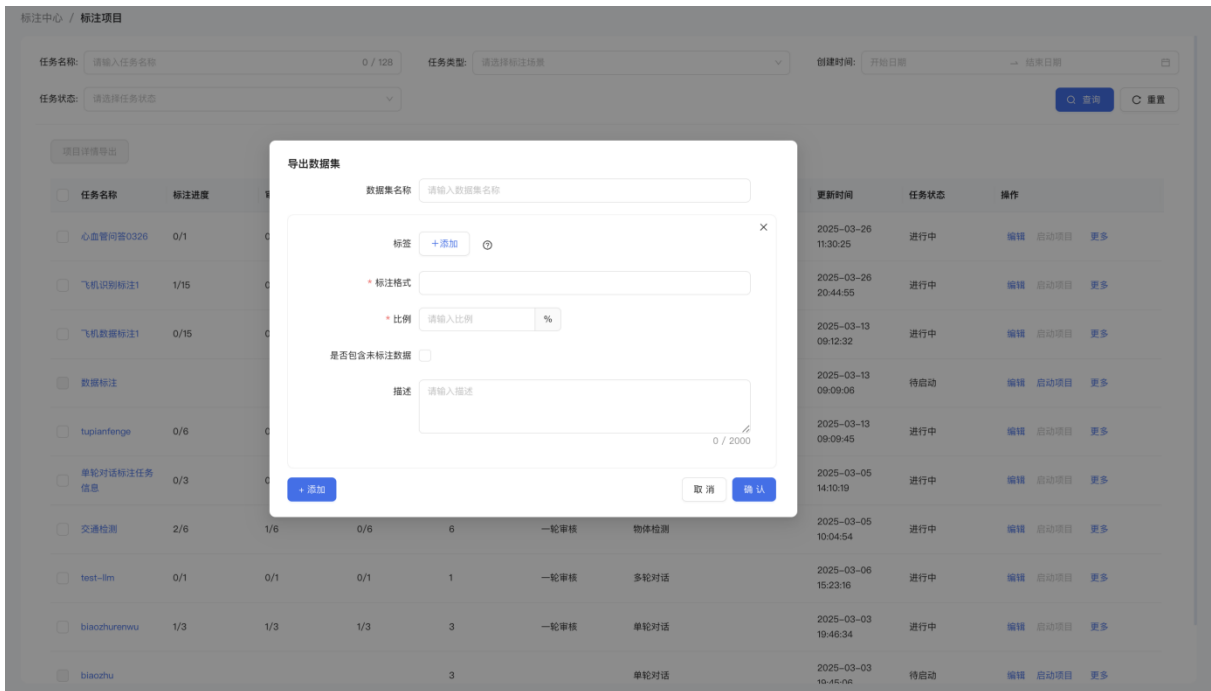 标注中心 / 标注项目
任务名称: 请输入任务名称 0 / 128 任务类型: 请选择标注场景 创建时间: 开始日期 → 结束日期
任务状态: 请选择任务状态 查询 重置
项目详情导出
导出数据集
数据集名称 请输入数据集名称
标签 +添加
* 标注格式
* 比例 请输入比例 %
是否包含未标注数据
描述 请输入描述
0 / 2000
+ 添加 取消 确认
任务名称 标注进度 更新时间 任务状态 操作
心血管问答0326 0/1 2025-03-26 11:30:25 进行中 编辑 启动项目 更多
飞机识别标注1 1/15 2025-03-26 20:44:55 进行中 编辑 启动项目 更多
飞机数据标注1 0/15 2025-03-13 09:12:32 进行中 编辑 启动项目 更多
数据标注 2025-03-13 09:09:06 待启动 编辑 启动项目 更多
tupianfenge 0/6 2025-03-13 09:09:45 进行中 编辑 启动项目 更多
单轮对话标注任务信息 0/3 2025-03-05 14:10:19 进行中 编辑 启动项目 更多
交通检测 2/6 1/6 0/6 6 一轮审核 物体检测 2025-03-05 10:04:54 进行中 编辑 启动项目 更多
test-llm 0/1 0/1 0/1 1 一轮审核 多轮对话 2025-03-06 15:23:16 进行中 编辑 启动项目 更多
biaozhurenwu 1/3 1/3 1/3 3 一轮审核 单轮对话 2025-03-03 19:46:34 进行中 编辑 启动项目 更多
biaozhu 3 单轮对话 2025-03-03 19:45:06 待启动 编辑 启动项目 更多